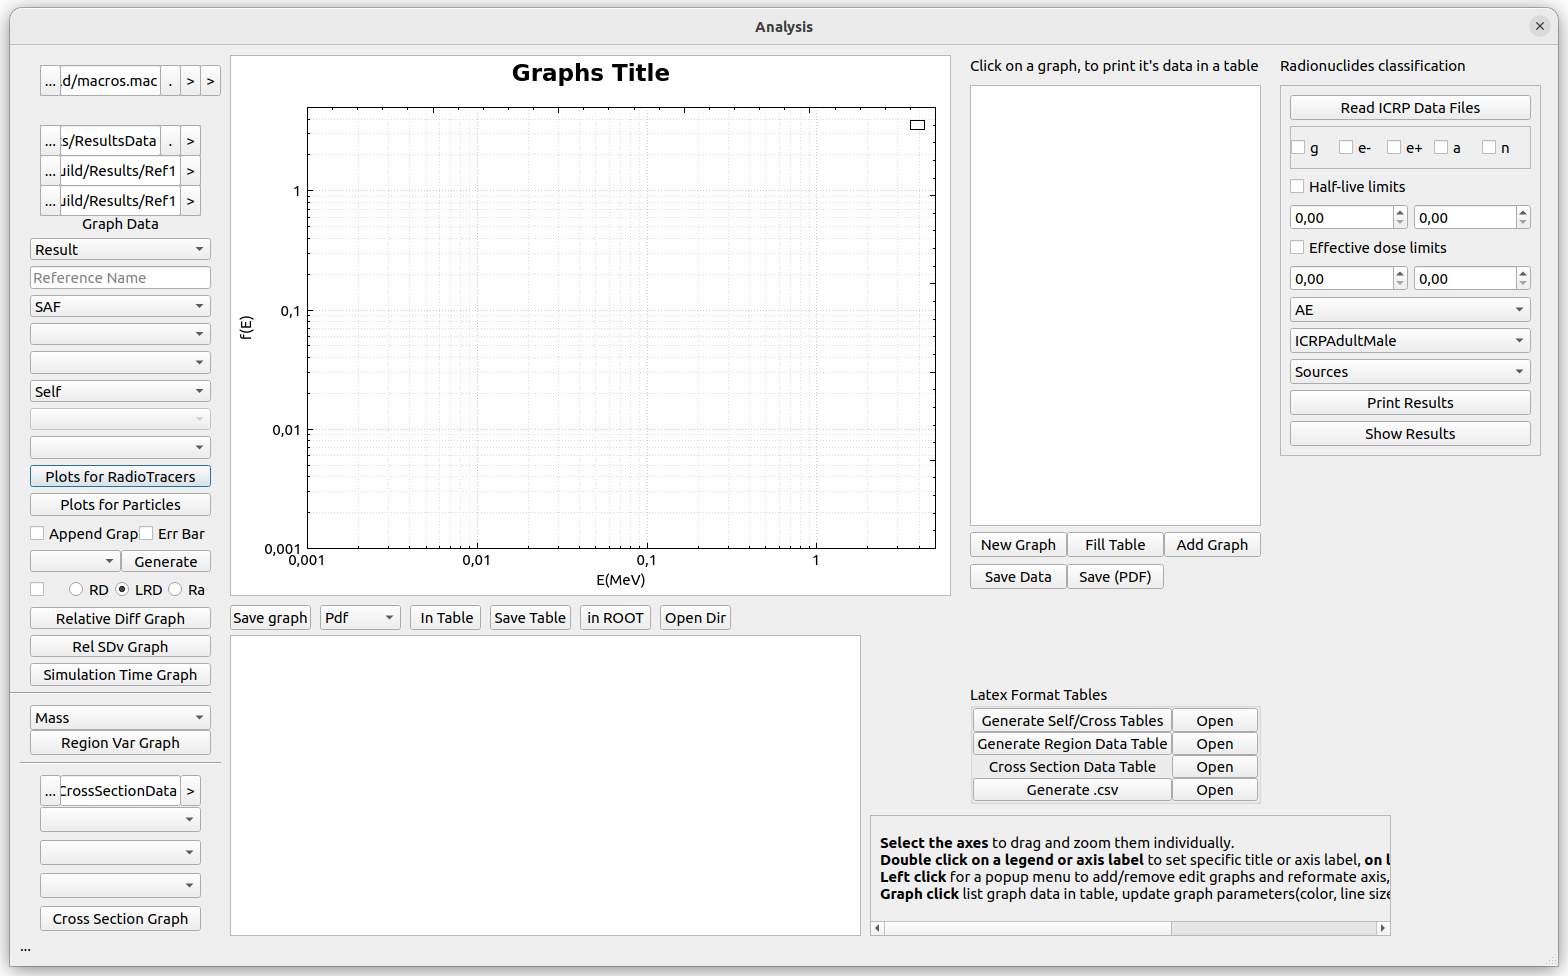 Analysis
... .d/macros.mac . > >
... :s/ResultsData . >
... uild/Results/Ref1 >
... uild/Results/Ref1 >
Graph Data
Result
Reference Name
SAF
Self
Plots for RadioTracers
Plots for Particles
Append Grap Err Bar
Generate
RD LRD Ra
Relative Diff Graph
Rel SDv Graph
Simulation Time Graph
Mass
Region Var Graph
... CrossSectionData >
Cross Section Graph
...
Graphs Title
f(E)
1
0,1
0,01
0,001
0,001 0,01 0,1 1
E(MeV)
Save graph Pdf In Table Save Table in ROOT Open Dir
Click on a graph, to print it's data in a table
New Graph Fill Table Add Graph
Save Data Save (PDF)
Latex Format Tables
Generate Self/Cross Tables Open
Generate Region Data Table Open
Cross Section Data Table Open
Generate .csv Open
Select the axes to drag and zoom them individually.
Double click on a legend or axis label to set specific title or axis label, on l
Left click for a popup menu to add/remove edit graphs and reformate axis,
Graph click list graph data in table, update graph parameters(color, line size
Radionuclides classification
Read ICRP Data Files
g e- e+ a n
Half-live limits
0,00 0,00
Effective dose limits
0,00 0,00
AE
ICRPAdultMale
Sources
Print Results
Show Results